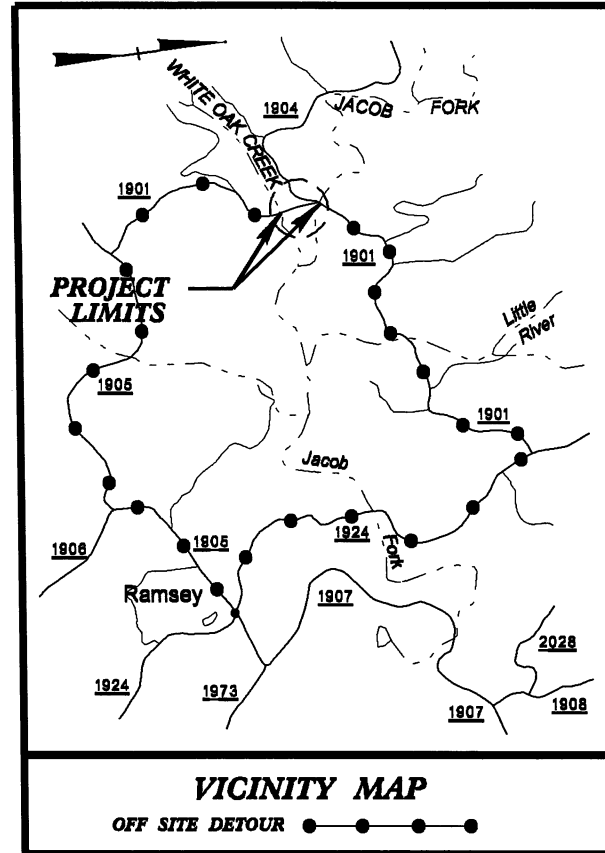 WHITE OAK CREEK
1904
JACOB FORK
1901
1901
PROJECT
LIMITS
Little
River
1905
1901
Jacob
Fork
1924
1905
1906
Ramsey
1907
2028
1924
1973
1907
1908
VICINITY MAP
OFF SITE DETOUR